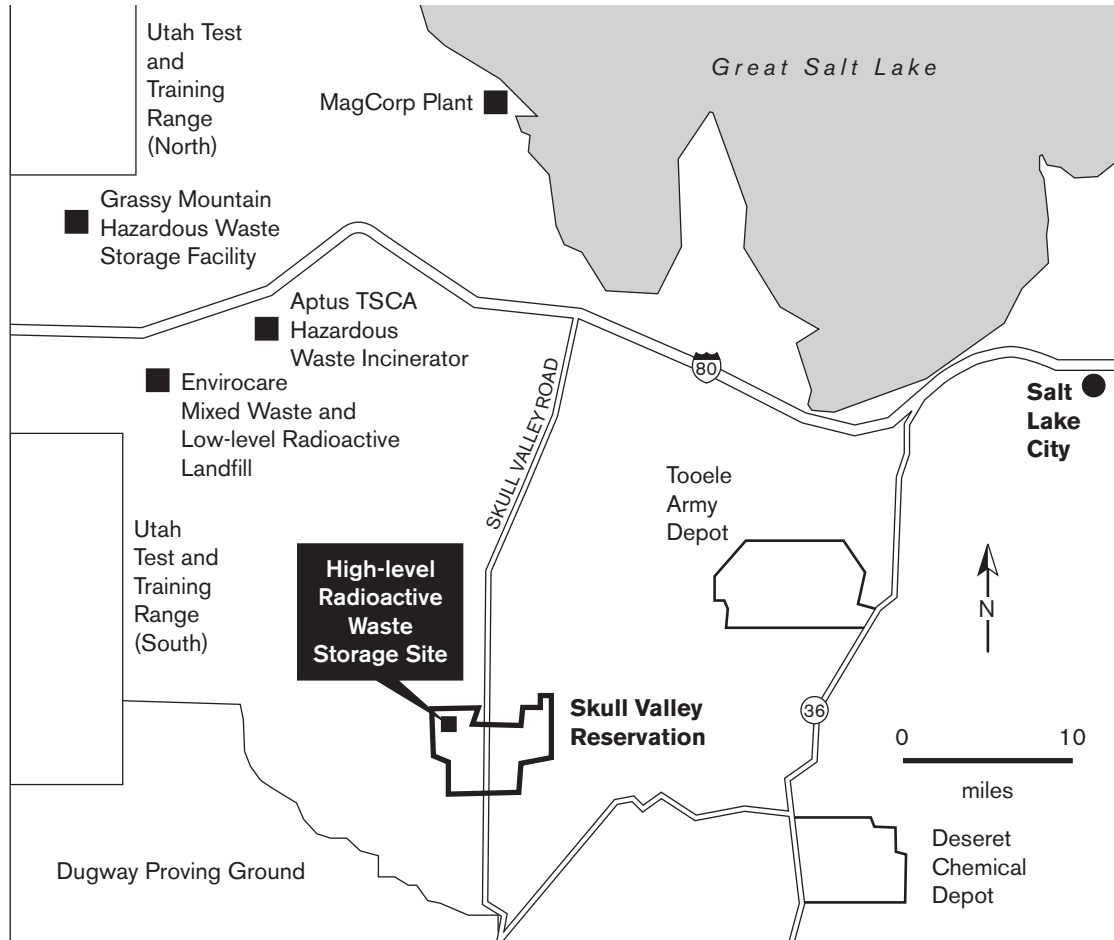 Utah Test
and
Training
Range
(North)
Great Salt Lake
MagCorp Plant
Grassy Mountain
Hazardous Waste
Storage Facility
Aptus TSCA
Hazardous
Waste Incinerator
80
Envirocare
Mixed Waste and
Low-level Radioactive
Landfill
SKULL VALLEY ROAD
Salt
Lake
City
Tooele
Army
Depot
Utah
Test and
Training
Range
(South)
High-level
Radioactive
Waste
Storage Site
N
Skull Valley
Reservation
36
0 10
miles
Deseret
Chemical
Depot
Dugway Proving Ground